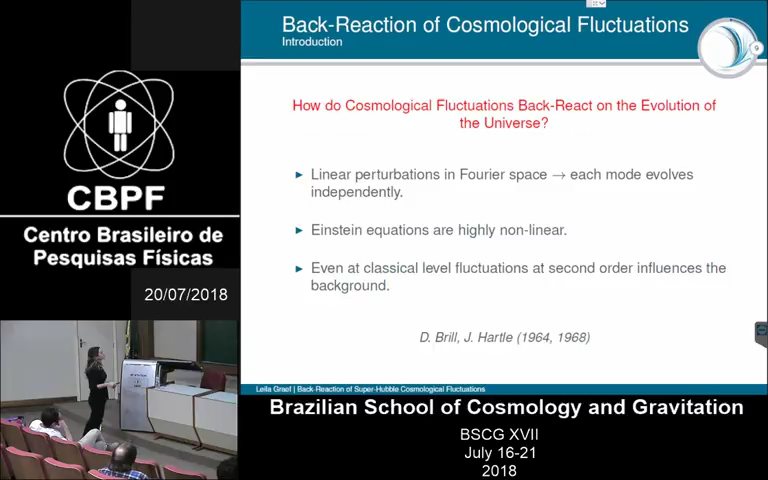 Back-Reaction of Cosmological Fluctuations
Introduction
9
How do Cosmological Fluctuations Back-React on the Evolution of
the Universe?
▶ Linear perturbations in Fourier space → each mode evolves
independently.
▶ Einstein equations are highly non-linear.
▶ Even at classical level fluctuations at second order influences the
background.
D. Brill, J. Hartle (1964, 1968)
Leila Graef | Back-Reaction of Super-Hubble Cosmological Fluctuations
CBPF
Centro Brasileiro de
Pesquisas Físicas
20/07/2018
Brazilian School of Cosmology and Gravitation
BSCG XVII
July 16-21
2018